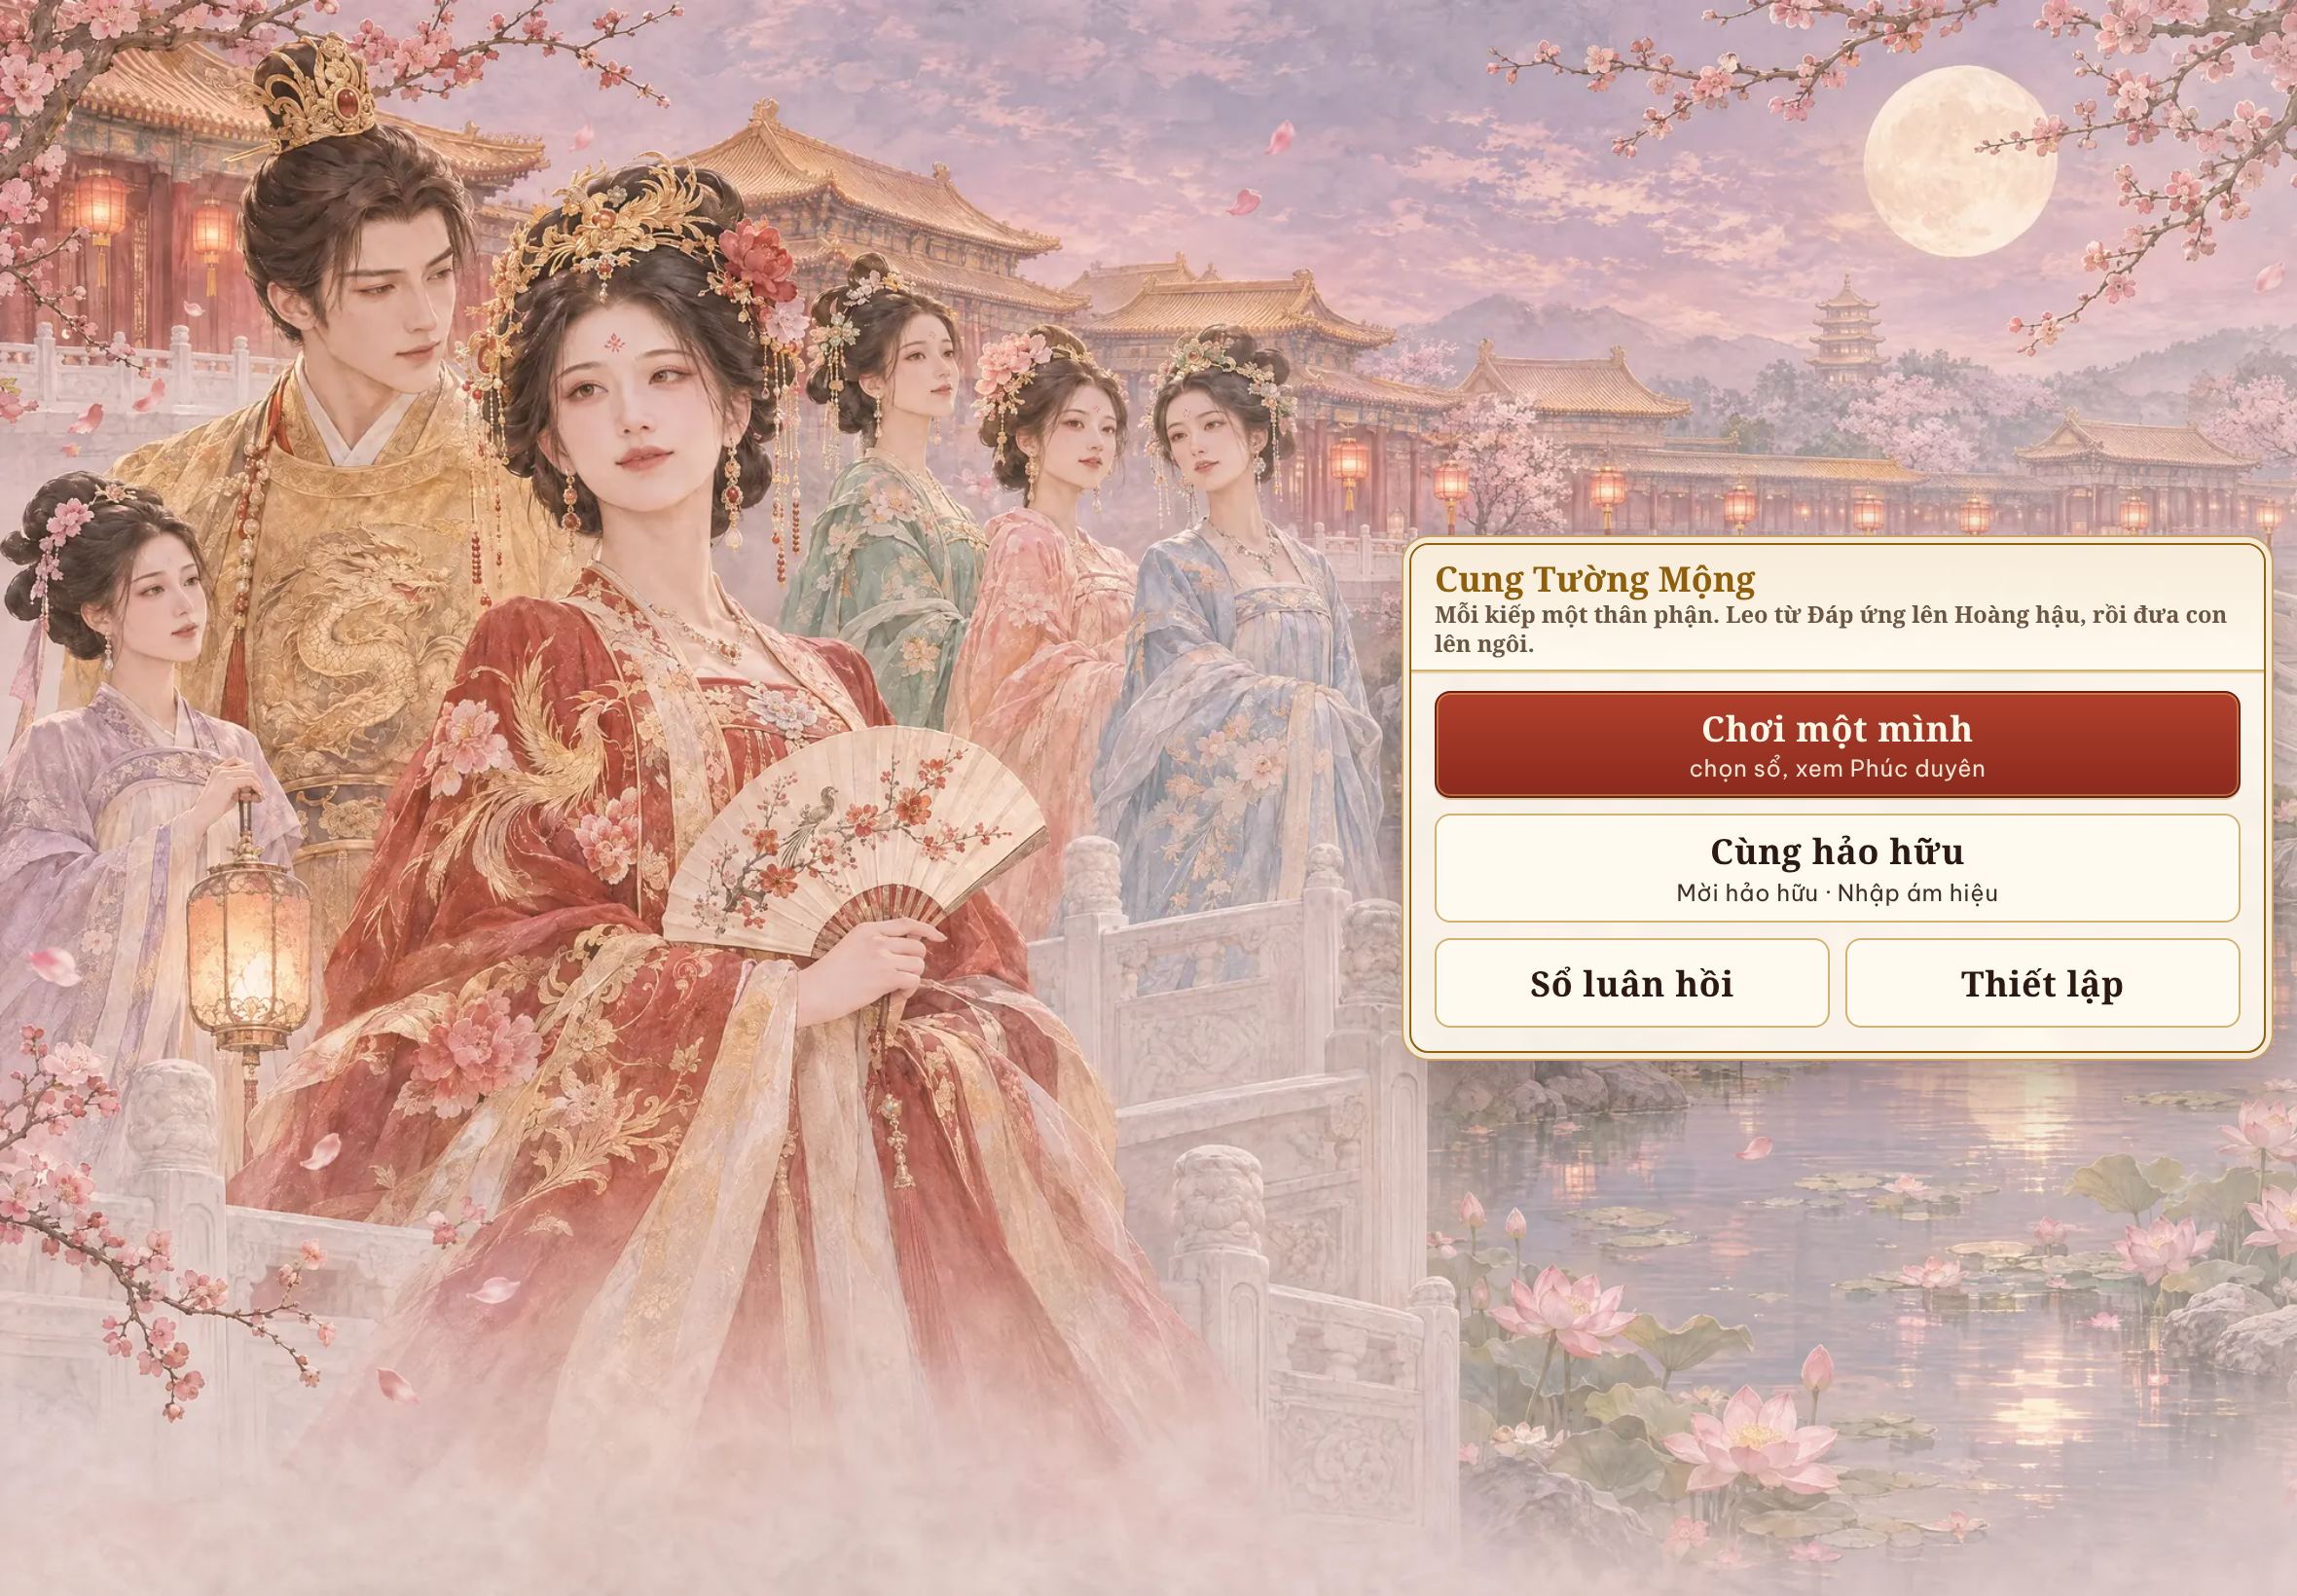 Cung Tường Mộng
Mỗi kiếp một thân phận. Leo từ Đáp ứng lên Hoàng hậu, rồi đưa con
lên ngôi.
Chơi một mình
chọn sổ, xem Phúc duyên
Cùng hảo hữu
Mời hảo hữu · Nhập ám hiệu
Sổ luân hồi
Thiết lập